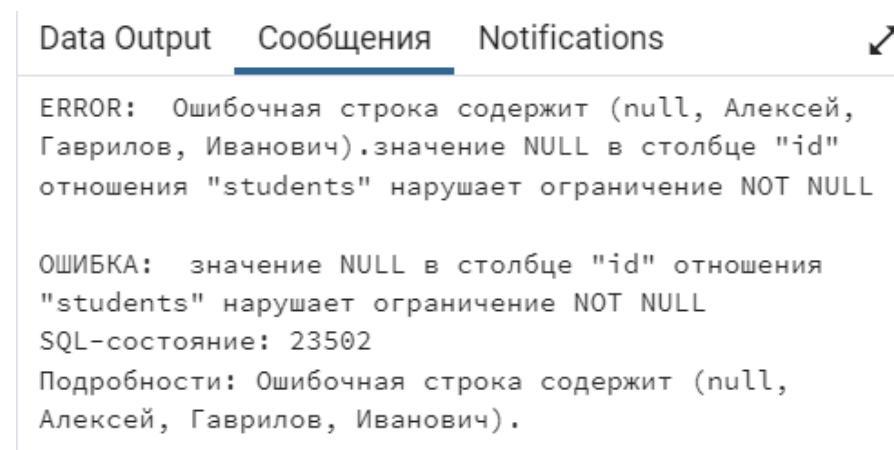 Data Output Сообщения Notifications
ERROR:  Ошибочная строка содержит (null, Алексей,
Гаврилов, Иванович).значение NULL в столбце "id"
отношения "students" нарушает ограничение NOT NULL
ОШИБКА:  значение NULL в столбце "id" отношения
"students" нарушает ограничение NOT NULL
SQL-состояние: 23502
Подробности: Ошибочная строка содержит (null,
Алексей, Гаврилов, Иванович).